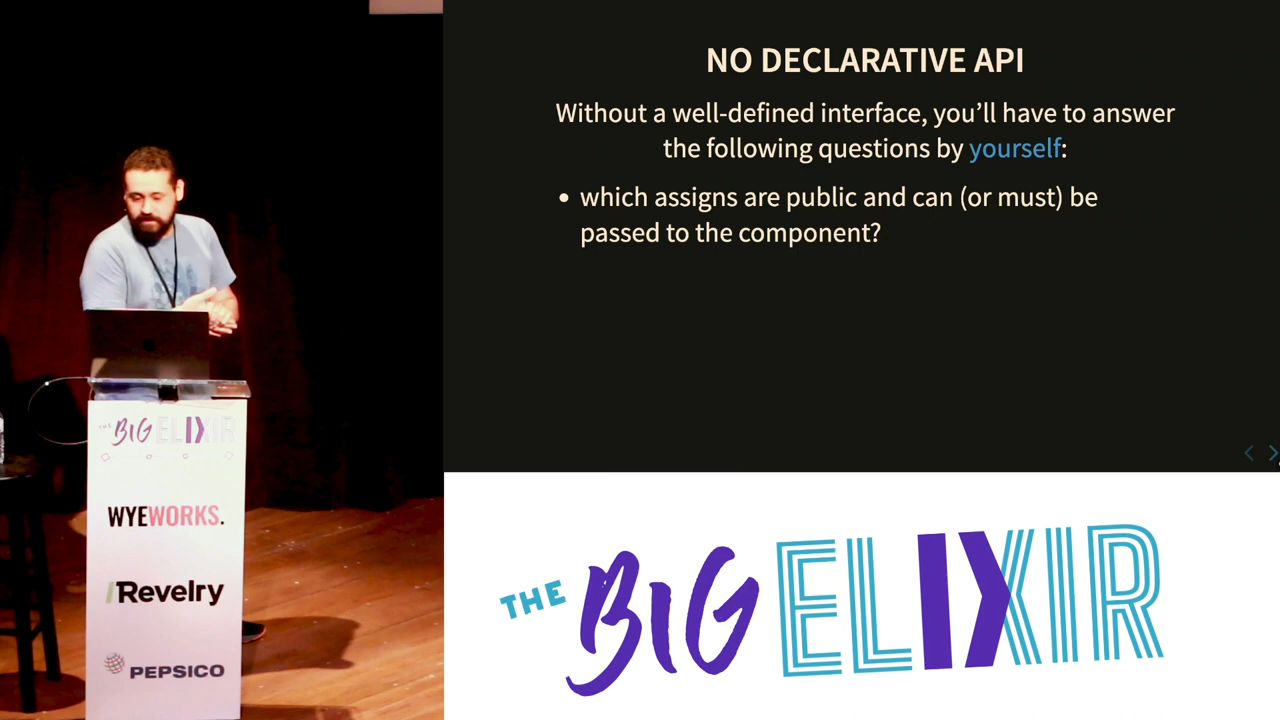 NO DECLARATIVE API
Without a well-defined interface, you’ll have to answer
the following questions by yourself:
• which assigns are public and can (or must) be
passed to the component?
THE BIG ELIXIR
WYEWORKS.
Revelry
PEPSICO
THE BIG ELIXIR